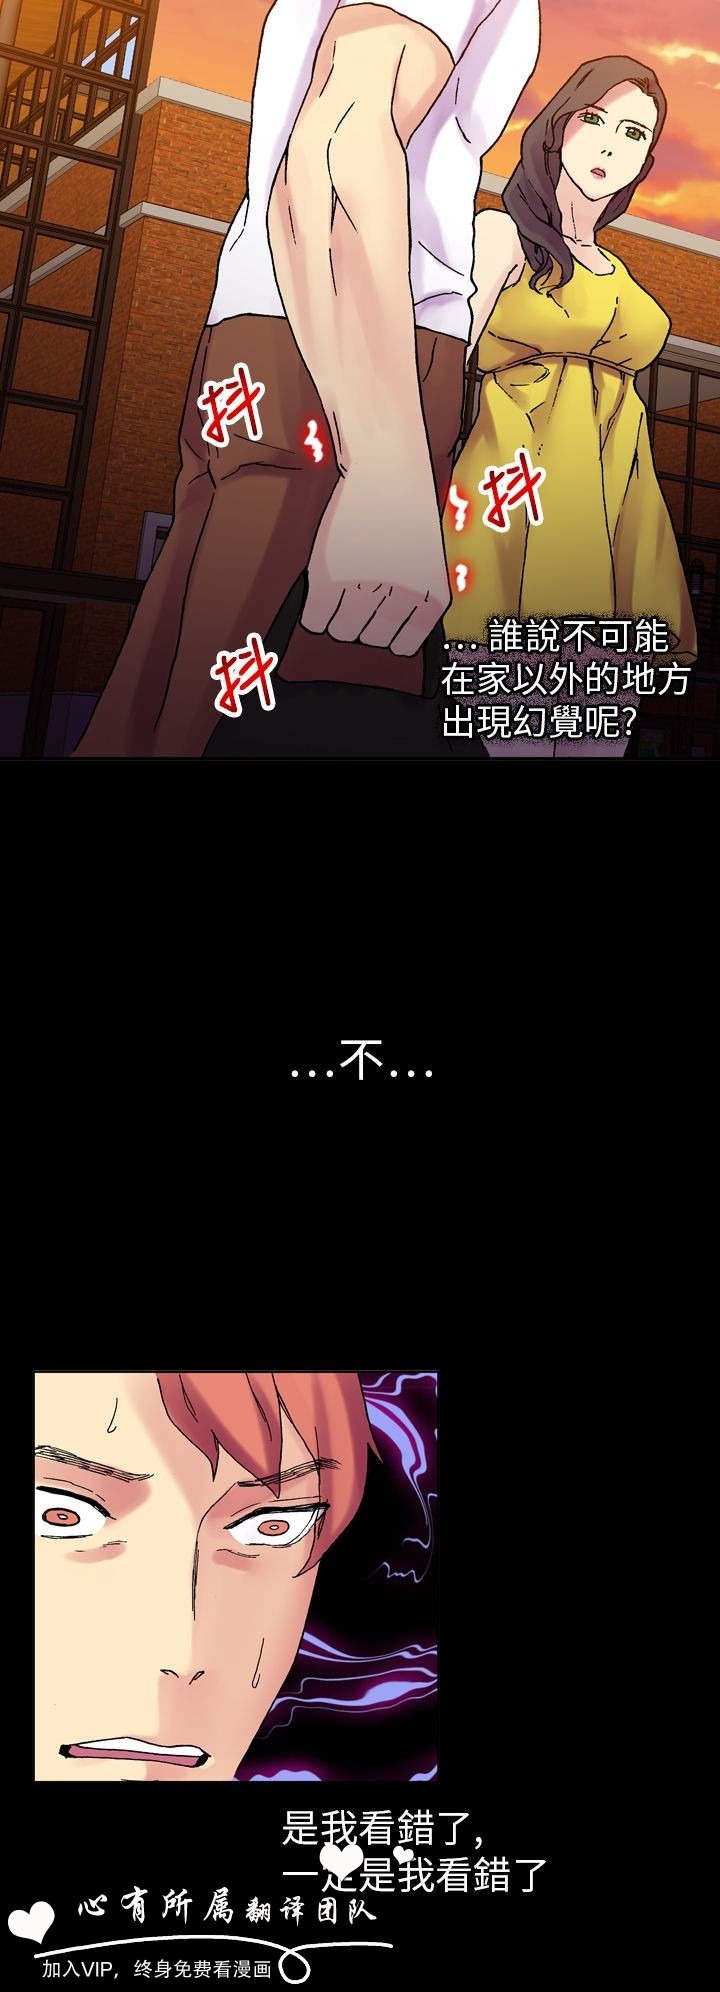 抖
抖
抖
...誰說不可能
在家以外的地方
出現幻覺呢?
...不...
是我看錯了,
一定是我看錯了
心有所属翻译团队
加入VIP，终身免费看漫画